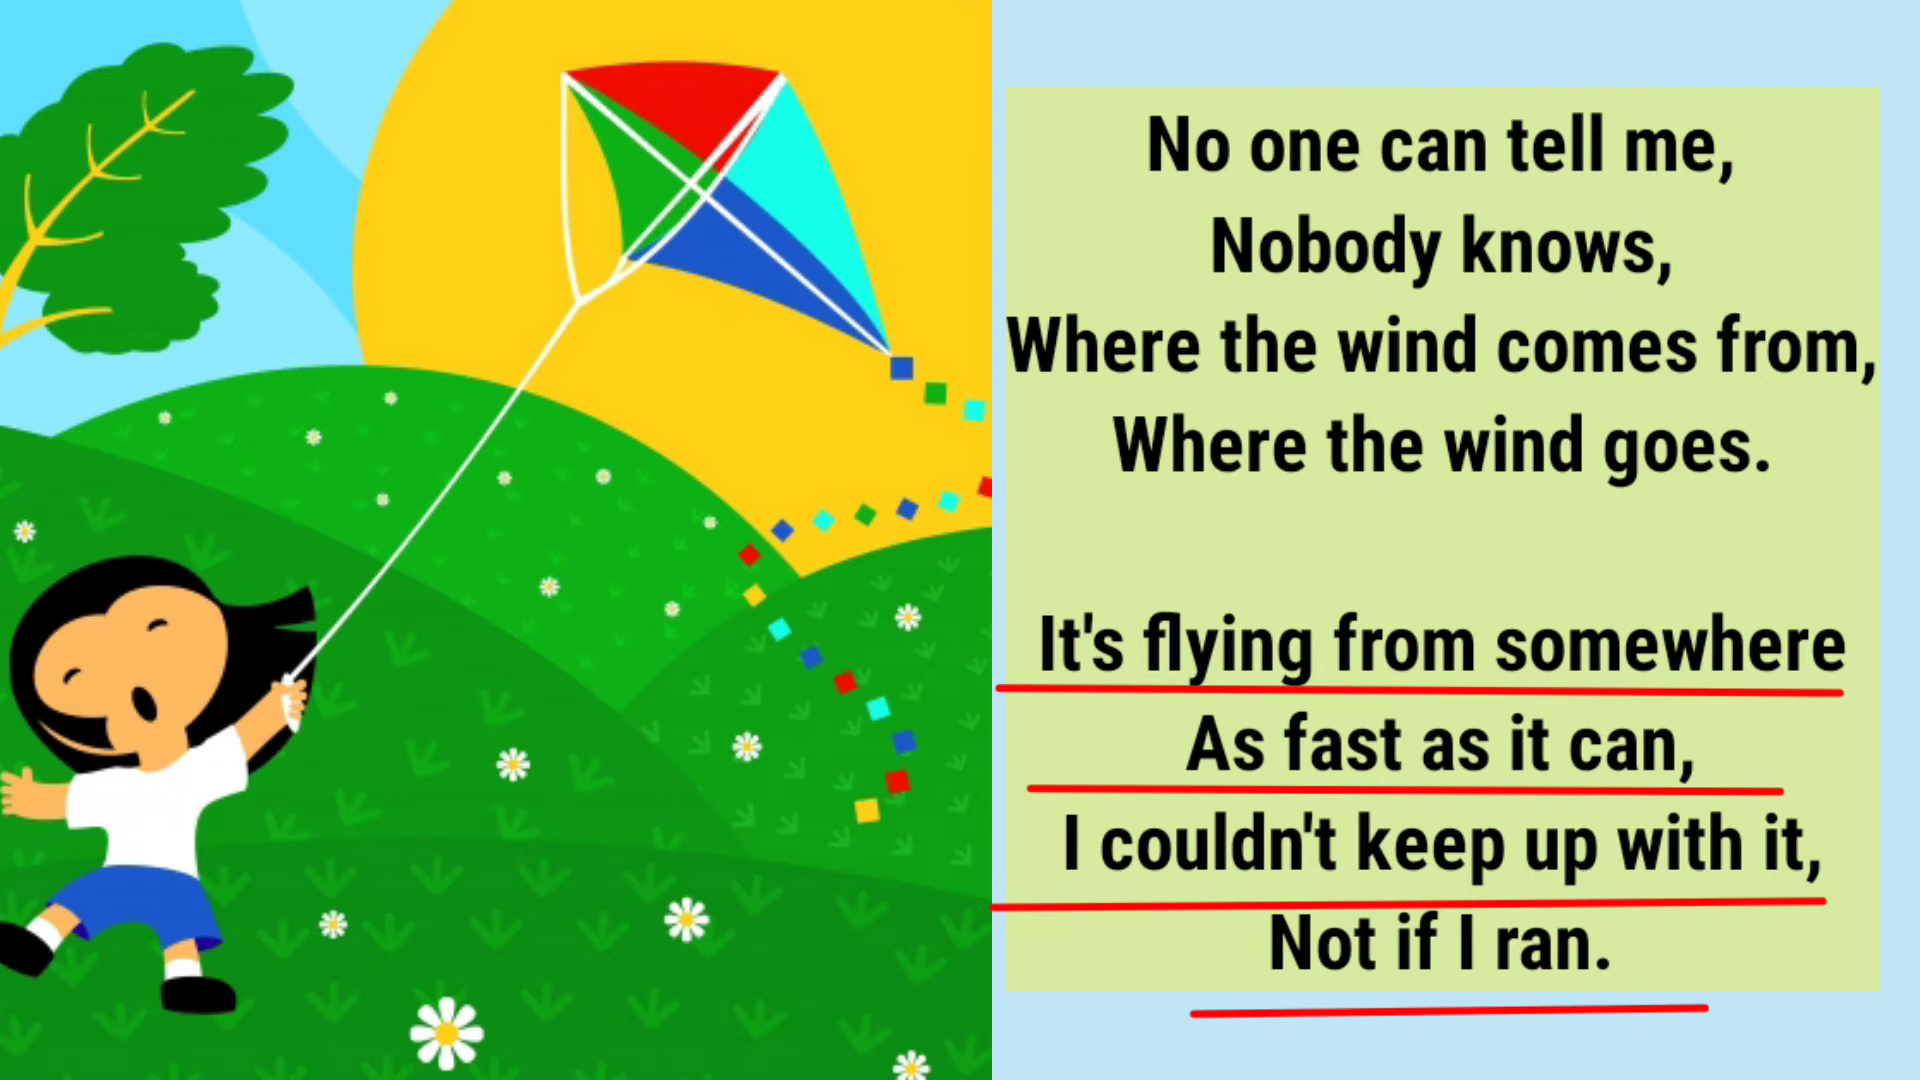 No one can tell me,
Nobody knows,
Where the wind comes from,
Where the wind goes.
It's flying from somewhere
As fast as it can,
I couldn't keep up with it,
Not if I ran.